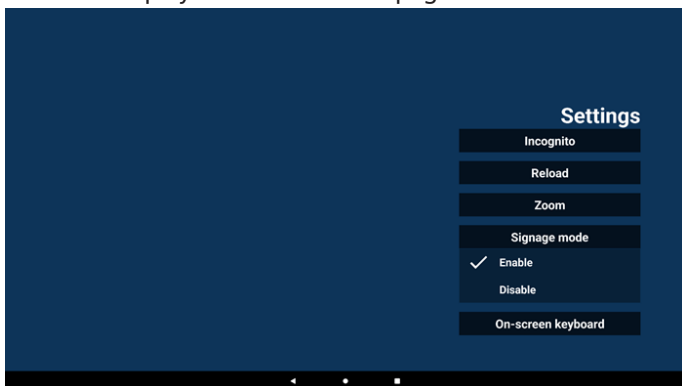 Settings
Incognito
Reload
Zoom
Signage mode
Enable
Disable
On-screen keyboard